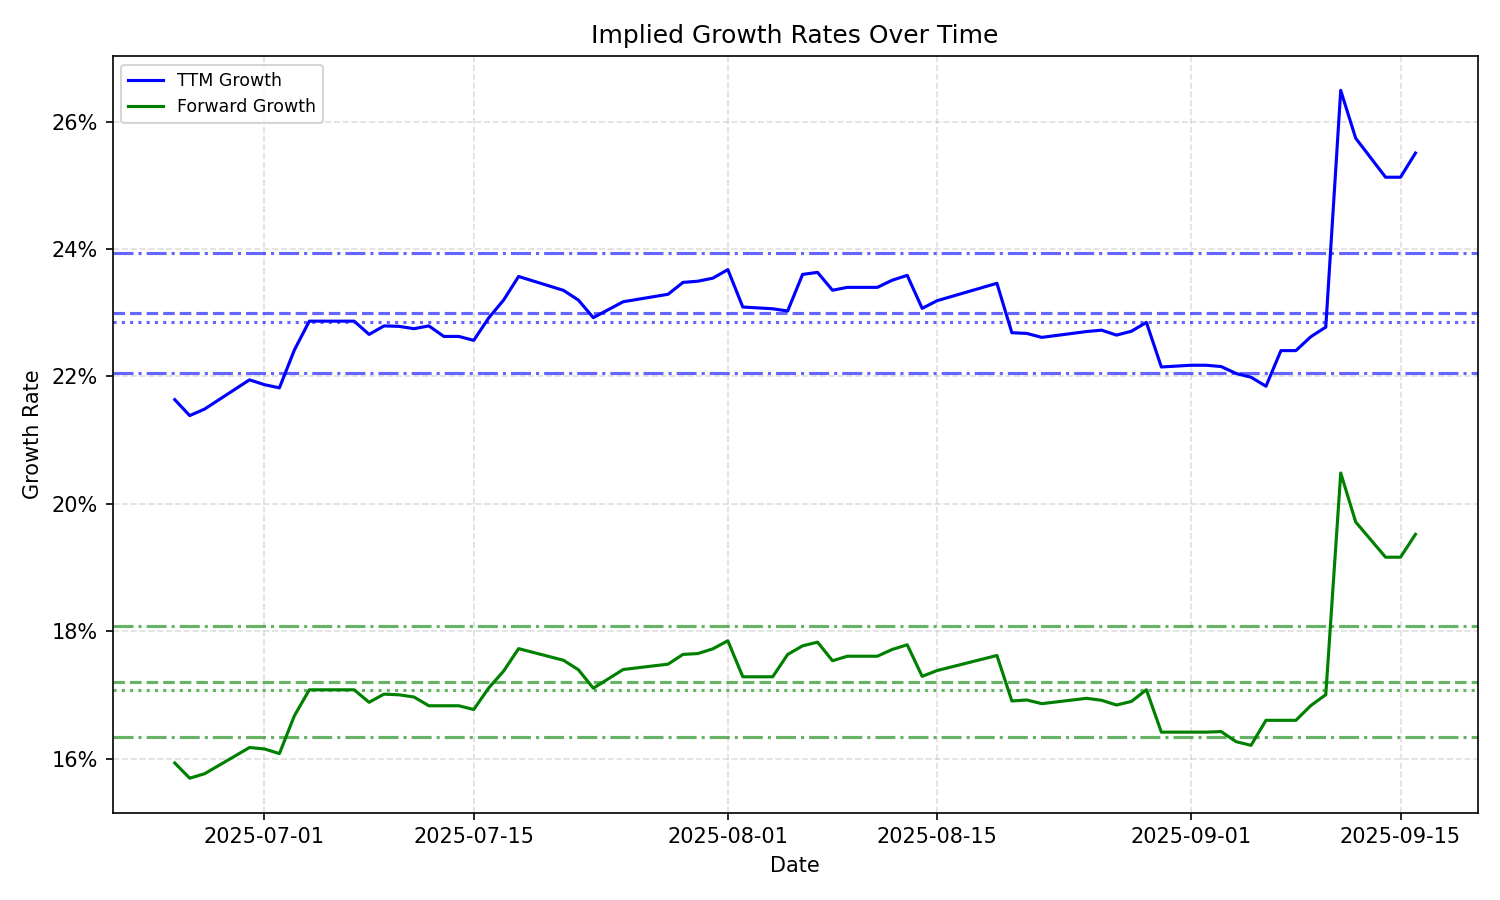 Implied Growth Rates Over Time
TTM Growth
Forward Growth
26%
24%
22%
20%
18%
16%
Growth Rate
2025-07-01
2025-07-15
2025-08-01
2025-08-15
2025-09-01
2025-09-15
Date